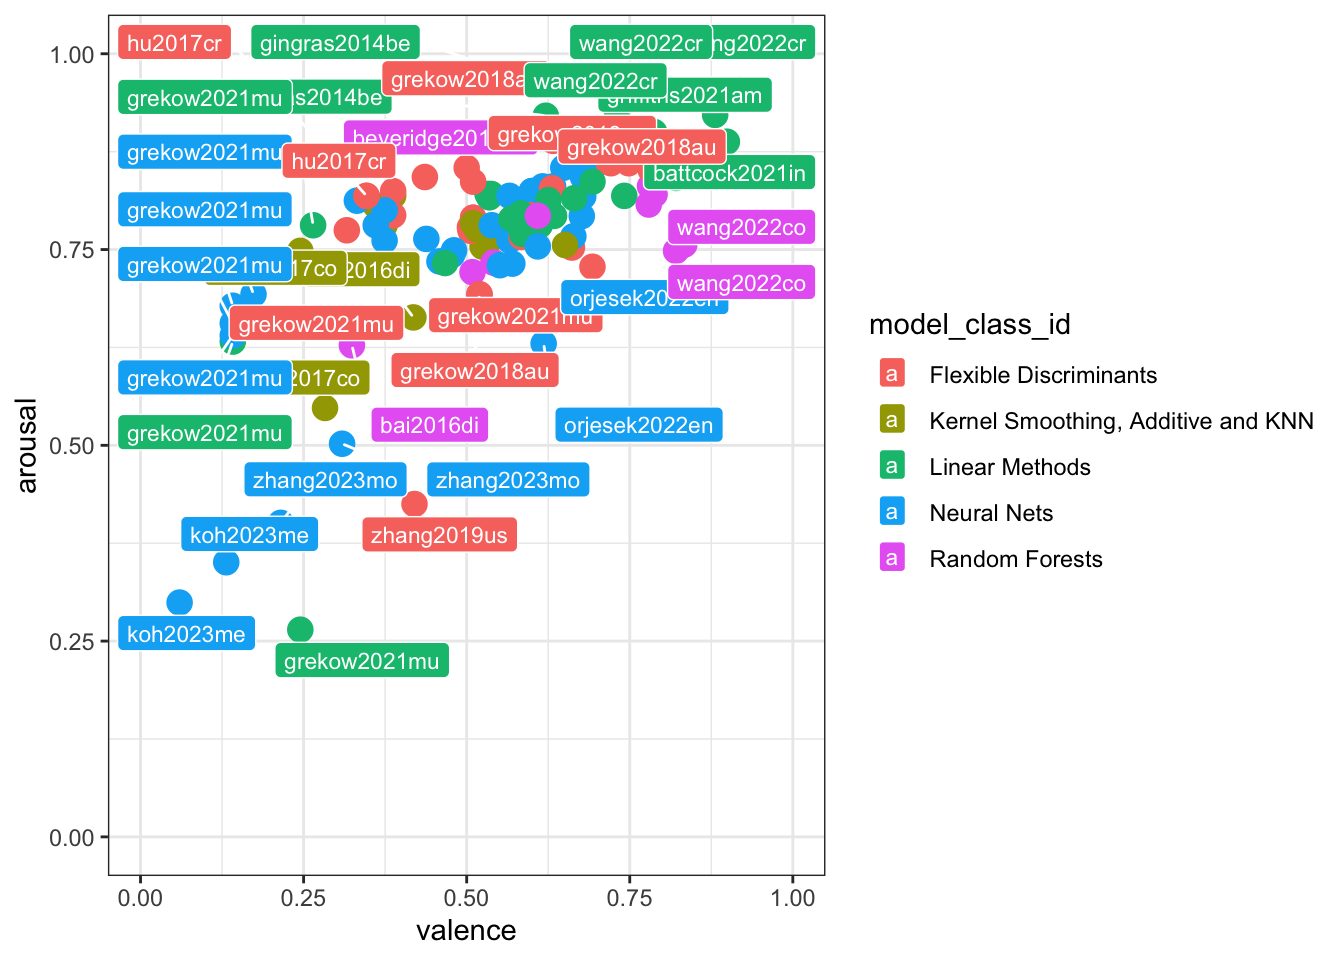 hu2017cr
gingras2014be
wang2022cr
ng2022cr
grekow2018a
wang2022cr
grekow2021mu
s2014be
griffiths2021am
beveridge201
grekow2018au
grekow2021mu
hu2017cr
battcock2021in
grekow2021mu
wang2022co
grekow2021mu
17co
2016di
wang2022co
orjesek2022en
grekow2021mu
grekow2021mu
grekow2018au
grekow2021mu
2017co
bai2016di
orjesek2022en
grekow2021mu
zhang2023mo
zhang2023mo
koh2023me
zhang2019us
koh2023me
grekow2021mu
1.00
0.75
0.50
0.25
0.00
arousal
0.00 0.25 0.50 0.75 1.00
valence
model_class_id
a Flexible Discriminants
a Kernel Smoothing, Additive and KNN
a Linear Methods
a Neural Nets
a Random Forests